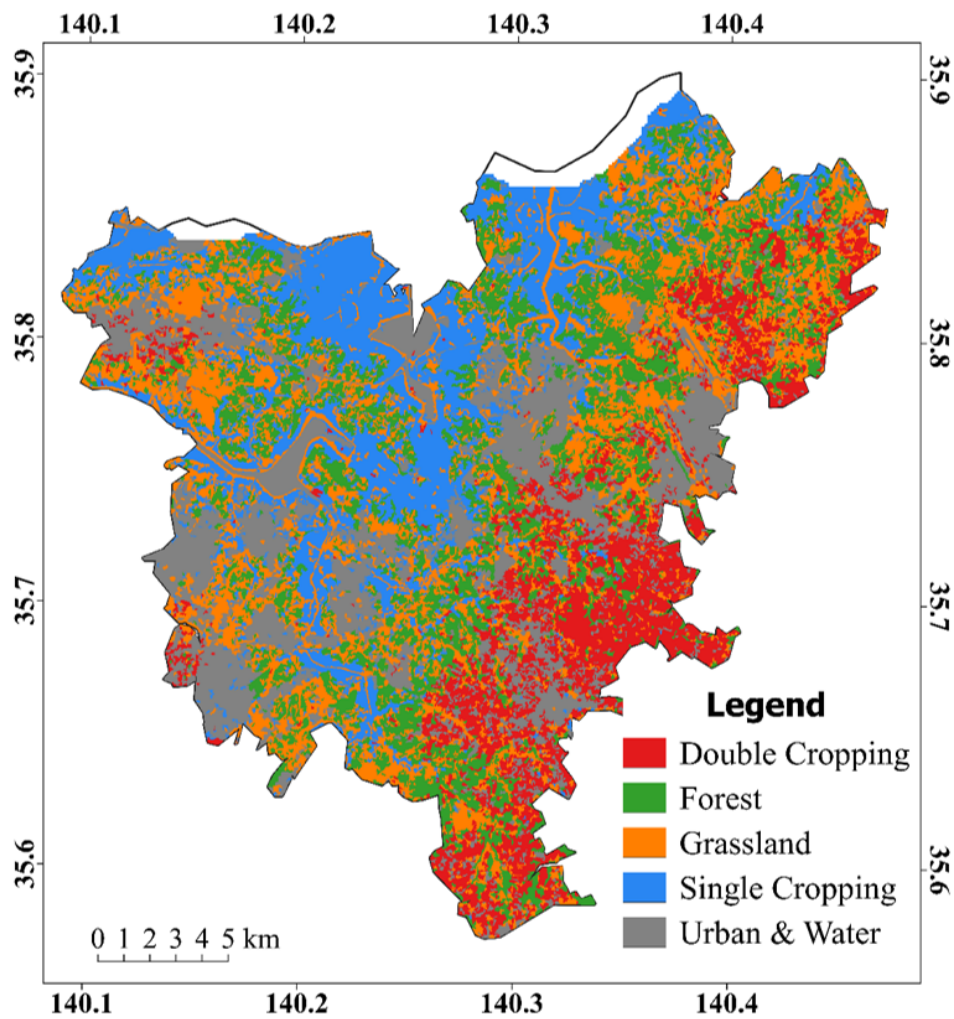 140.1 140.2 140.3 140.4
35.9 35.9
35.8 35.8
35.7 35.7
35.6 35.6
Legend
Double Cropping
Forest
Grassland
Single Cropping
Urban & Water
0 1 2 3 4 5 km
140.1 140.2 140.3 140.4